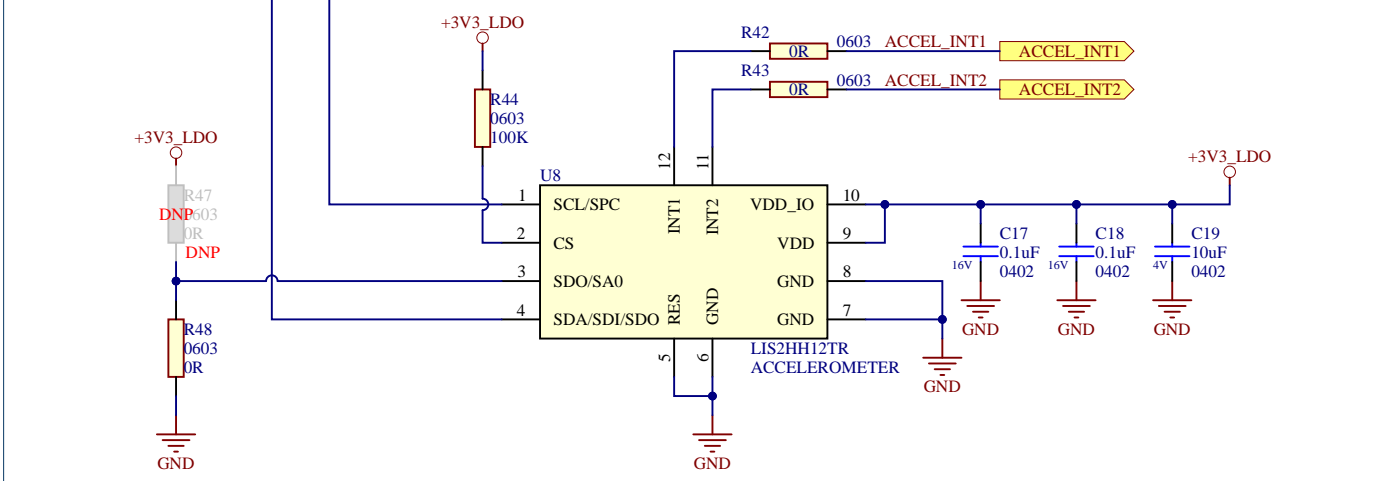 +3V3_LDO
R44
0603
100K
R42
0R
0603
ACCEL_INT1
ACCEL_INT1
R43
0R
0603
ACCEL_INT2
ACCEL_INT2
+3V3_LDO
R47
DNP
0603
0R
DNP
R48
0603
0R
GND
U8
1
SCL/SPC
2
CS
3
SDO/SA0
4
SDA/SDI/SDO
12
INT1
11
INT2
RES
5
GND
6
GND
VDD_IO
10
VDD
9
GND
8
GND
7
LIS2HH12TR
ACCELEROMETER
GND
+3V3_LDO
C17
0.1uF
0402
16V
GND
C18
0.1uF
0402
16V
GND
C19
10uF
0402
4V
GND